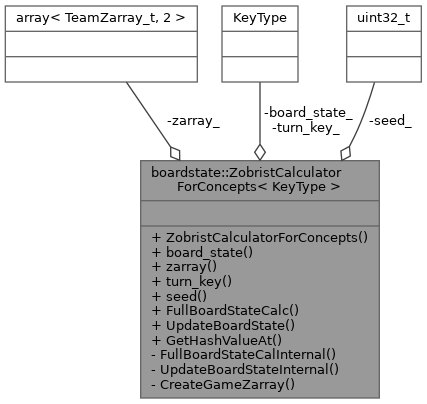 array< TeamZarray_t, 2 >
KeyType
uint32_t
-zarray_
-board_state_
-turn_key_
-seed_
boardstate::ZobristCalculator
ForConcepts< KeyType >
+ ZobristCalculatorForConcepts()
+ board_state()
+ zarray()
+ turn_key()
+ seed()
+ FullBoardStateCalc()
+ UpdateBoardState()
+ GetHashValueAt()
- FullBoardStateCalInternal()
- UpdateBoardStateInternal()
- CreateGameZarray()